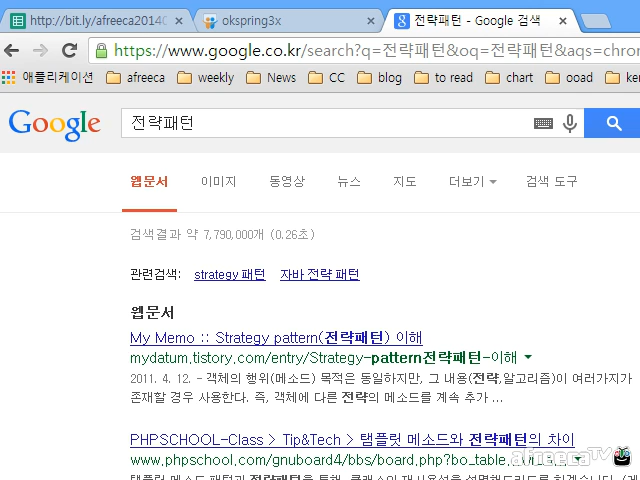 http://bit.ly/afreeca2014 okspring3x 전략패턴 - Google 검색
https://www.google.co.kr/search?q=전략패턴&oq=전략패턴&aqs=chro
애플리케이션 afreeca weekly News CC blog to read chart ooad
Google 전략패턴
웹문서 이미지 동영상 뉴스 지도 더보기 검색 도구
검색결과 약 7,790,000개 (0.26초)
관련검색: strategy 패턴 자바 전략 패턴
웹문서
My Memo :: Strategy pattern(전략패턴) 이해
mydatum.tistory.com/entry/Strategy-pattern전략패턴-이해
2011. 4. 12. - 객체의 행위(메소드) 목적은 동일하지만, 그 내용(전략,알고리즘)이 여러가지가
존재할 경우 사용한다. 즉, 객체에 다른 전략의 메소드를 계속 추가 ...
PHPSCHOOL-Class > Tip&Tech > 탬플릿 메소드와 전략패턴의 차이
www.phpschool.com/gnuboard4/bbs/board.php?bo_table
afreecaTV